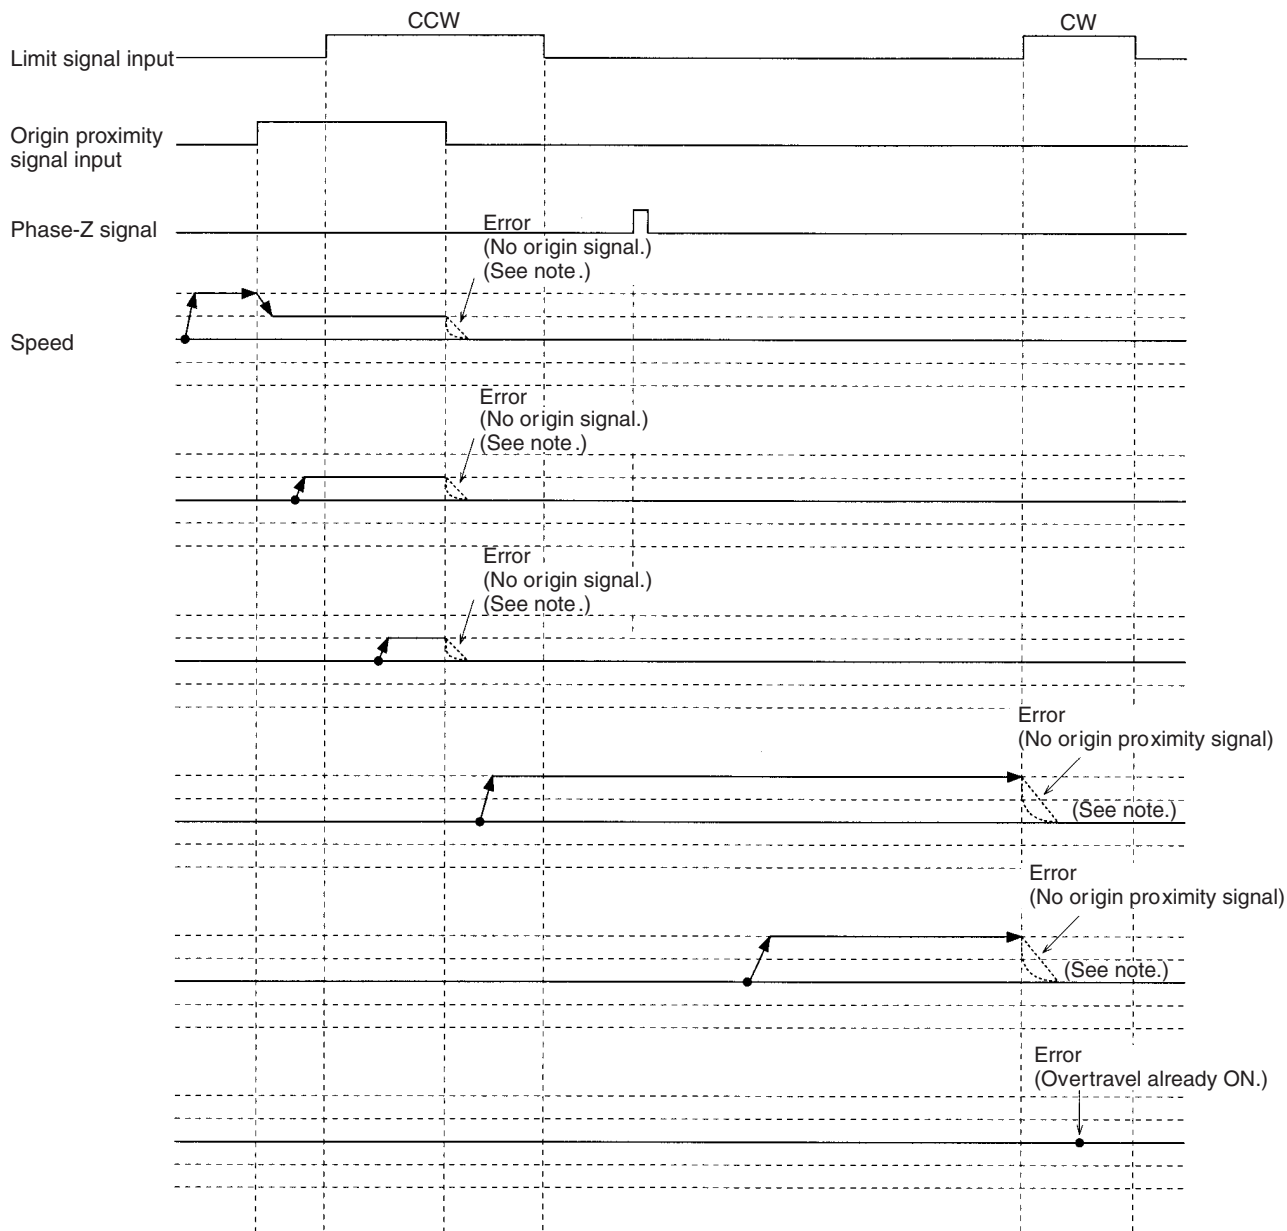 CCW
CW
Limit signal input
Origin proximity
signal input
Phase-Z signal
Error
(No origin signal.)
(See note.)
Speed
Error
(No origin signal.)
(See note.)
Error
(No origin signal.)
(See note.)
Error
(No origin proximity signal)
(See note.)
Error
(No origin proximity signal)
(See note.)
Error
(Overtravel already ON.)